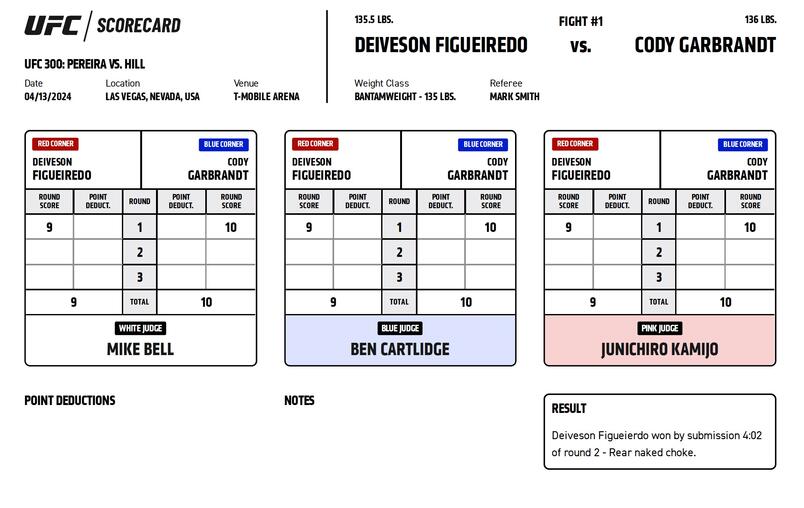 UFC / SCORECARD
UFC 300: PEREIRA VS. HILL
Date
04/13/2024
Location
LAS VEGAS, NEVADA, USA
Venue
T-MOBILE ARENA
135.5 LBS.
DEIVESON FIGUEIREDO
FIGHT #1
VS.
136 LBS.
CODY GARBRANDT
Weight Class
BANTAMWEIGHT - 135 LBS.
Referee
MARK SMITH
RED CORNER BLUE CORNER
DEIVESON CODY
FIGUEIREDO GARBRANDT
ROUND POINT ROUND POINT ROUND
SCORE DEDUCT. DEDUCT. SCORE
9 1 10
2
3
9 TOTAL 10
WHITE JUDGE
MIKE BELL
RED CORNER BLUE CORNER
DEIVESON CODY
FIGUEIREDO GARBRANDT
ROUND POINT ROUND POINT ROUND
SCORE DEDUCT. DEDUCT. SCORE
9 1 10
2
3
9 TOTAL 10
BLUE JUDGE
BEN CARTLIDGE
RED CORNER BLUE CORNER
DEIVESON CODY
FIGUEIREDO GARBRANDT
ROUND POINT ROUND POINT ROUND
SCORE DEDUCT. DEDUCT. SCORE
9 1 10
2
3
9 TOTAL 10
PINK JUDGE
JUNICHIRO KAMIJO
POINT DEDUCTIONS
NOTES
RESULT
Deiveson Figueierdo won by submission 4:02
of round 2 - Rear naked choke.